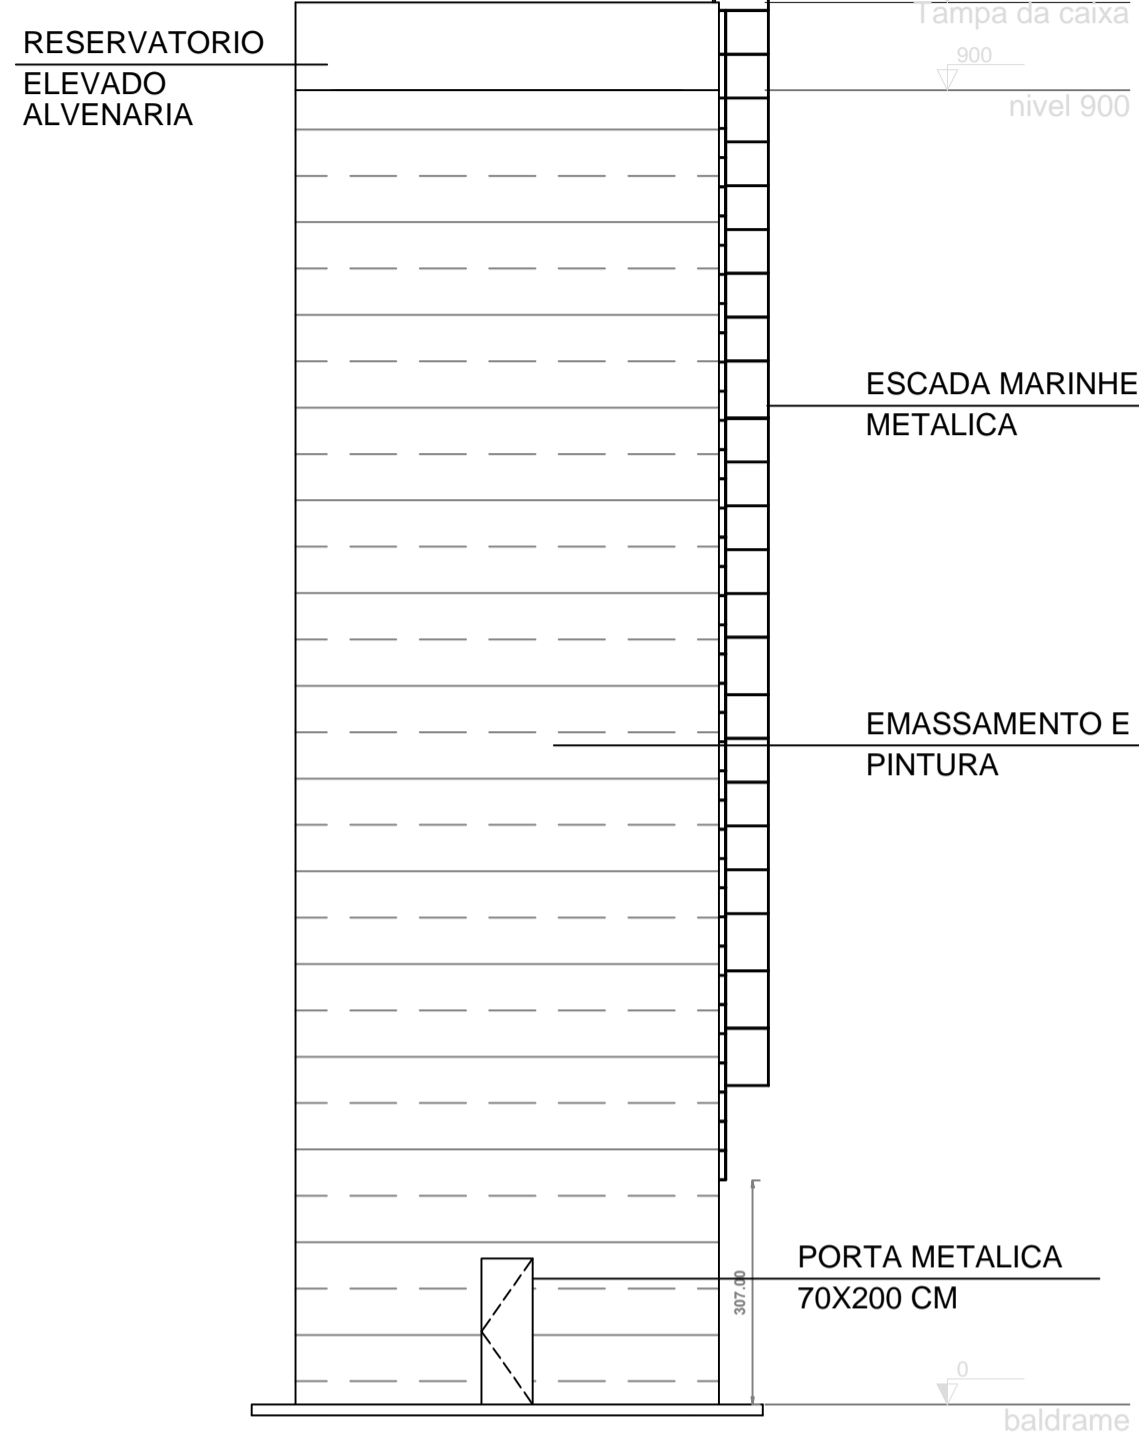 Tampa da caixa
RESERVATORIO
ELEVADO
ALVENARIA
900
nivel 900
ESCADA MARINHE
METALICA
EMASSAMENTO E
PINTURA
PORTA METALICA
70X200 CM
307.00
0
baldrame